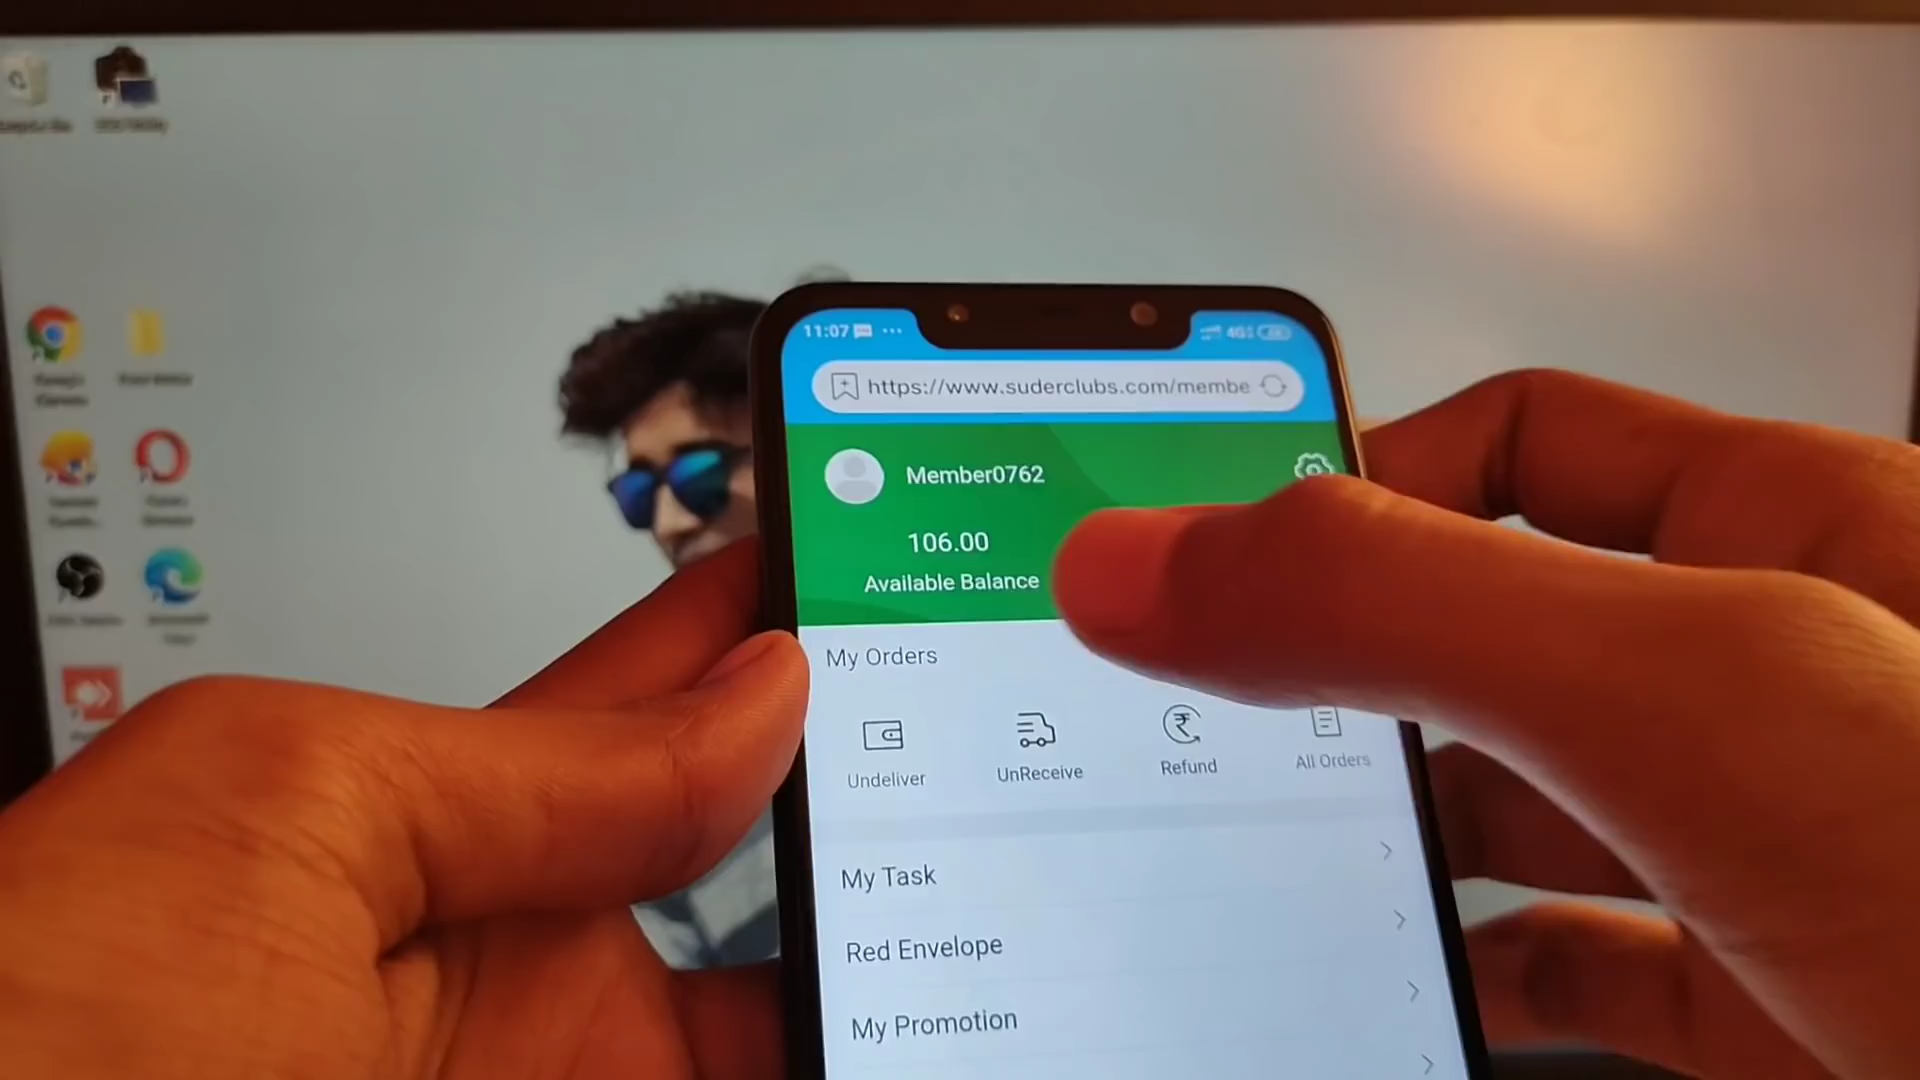 11:07
4G
https://www.suderclubs.com/membe
Member0762
106.00
Available Balance
My Orders
Undeliver
UnReceive
Refund
All Orders
My Task
Red Envelope
My Promotion